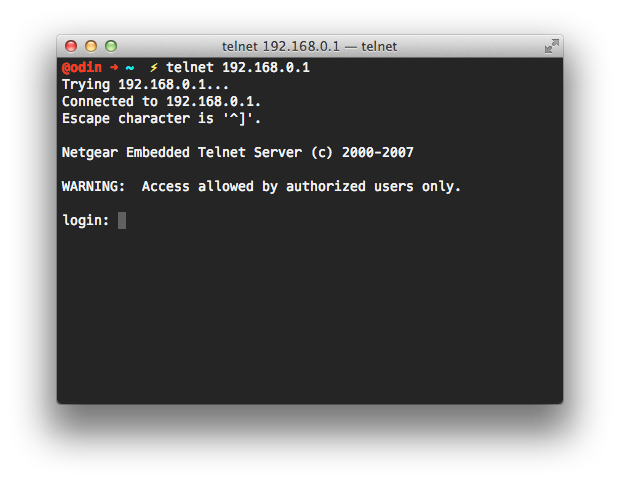 telnet 192.168.0.1 — telnet
@odin ➜ ~ ⚡ telnet 192.168.0.1
Trying 192.168.0.1...
Connected to 192.168.0.1.
Escape character is '^]'.
Netgear Embedded Telnet Server (c) 2000-2007
WARNING:  Access allowed by authorized users only.
login: